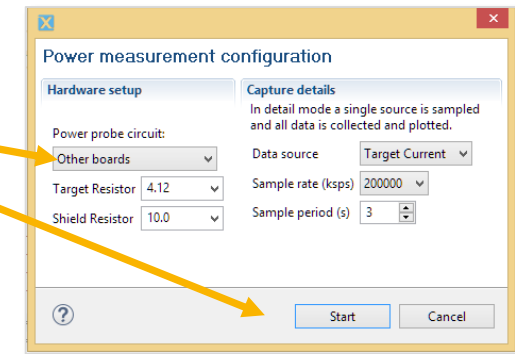 Power measurement configuration
Hardware setup
Power probe circuit:
Other boards
Target Resistor 4.12
Shield Resistor 10.0
Capture details
In detail mode a single source is sampled
and all data is collected and plotted.
Data source Target Current
Sample rate (ksps) 200000
Sample period (s) 3
?
Start Cancel